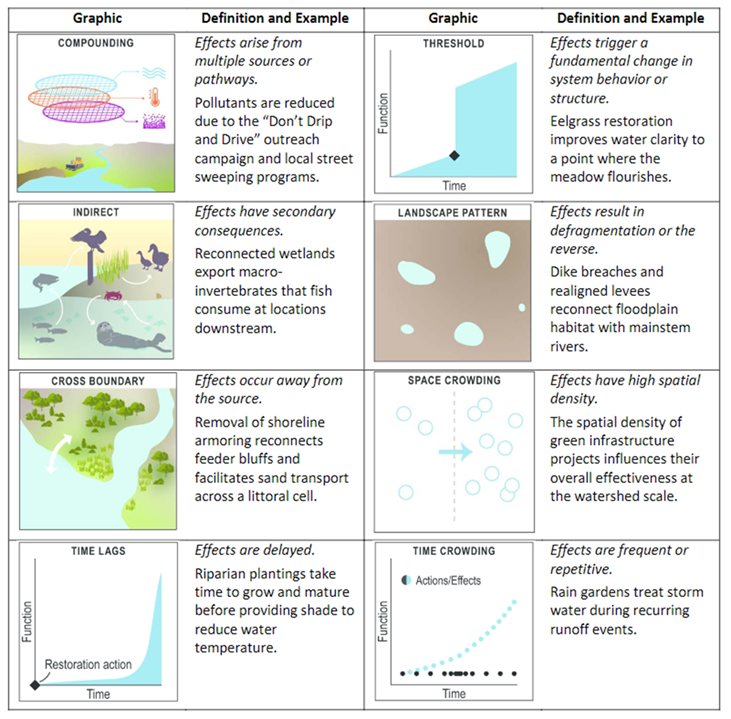 Graphic
Definition and Example
Graphic
Definition and Example
COMPOUNDING
Effects arise from
multiple sources or
pathways.
Pollutants are reduced
due to the “Don’t Drip
and Drive” outreach
campaign and local street
sweeping programs.
THRESHOLD
Function
Time
Effects trigger a
fundamental change in
system behavior or
structure.
Eelgrass restoration
improves water clarity to
a point where the
meadow flourishes.
INDIRECT
Effects have secondary
consequences.
Reconnected wetlands
export macro-
invertebrates that fish
consume at locations
downstream.
LANDSCAPE PATTERN
Effects result in
defragmentation or the
reverse.
Dike breaches and
realigned levees
reconnect floodplain
habitat with mainstem
rivers.
CROSS BOUNDARY
Effects occur away from
the source.
Removal of shoreline
armoring reconnects
feeder bluffs and
facilitates sand transport
across a littoral cell.
SPACE CROWDING
Effects have high spatial
density.
The spatial density of
green infrastructure
projects influences their
overall effectiveness at
the watershed scale.
TIME LAGS
Function
Restoration action
Time
Effects are delayed.
Riparian plantings take
time to grow and mature
before providing shade to
reduce water
temperature.
TIME CROWDING
Actions/Effects
Function
Time
Effects are frequent or
repetitive.
Rain gardens treat storm
water during recurring
runoff events.